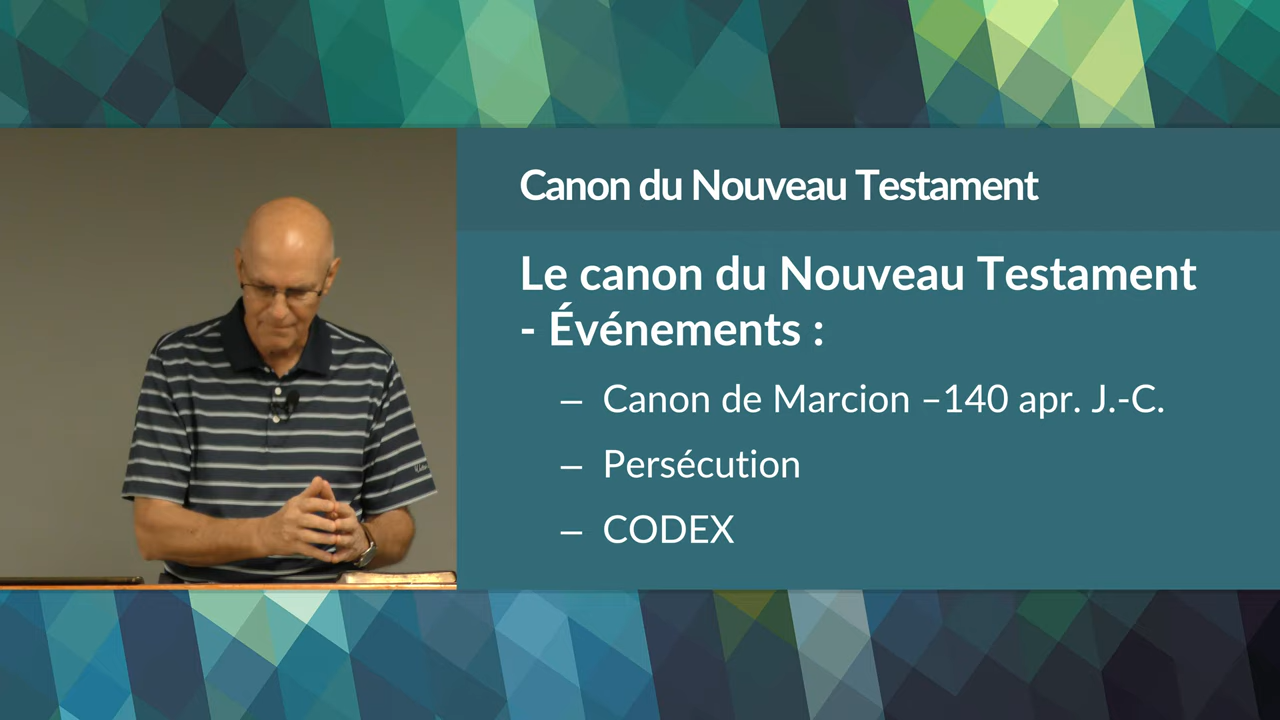 Canon du Nouveau Testament
Le canon du Nouveau Testament
- Événements :
– Canon de Marcion –140 apr. J.-C.
– Persécution
– CODEX